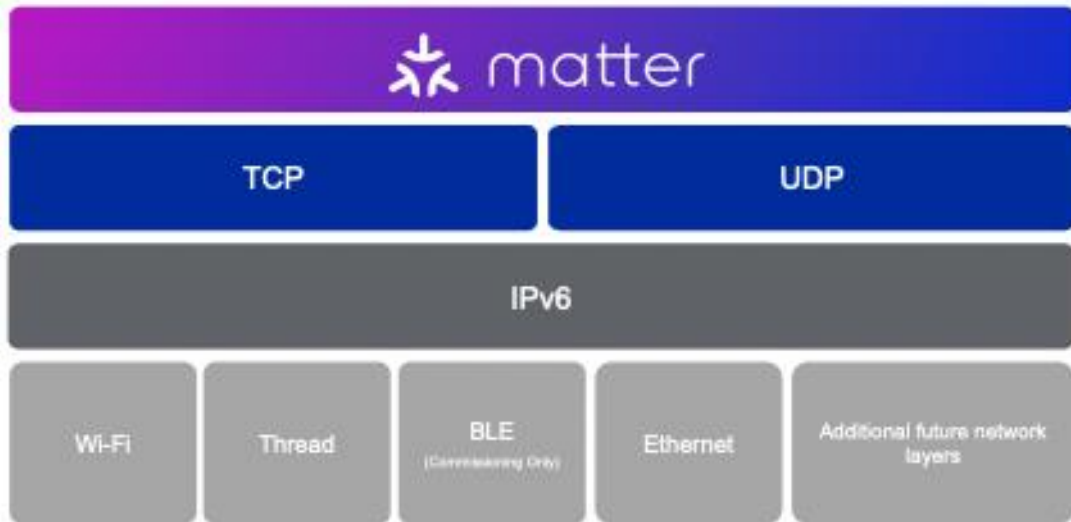 matter
TCP
UDP
IPv6
Wi-Fi
Thread
BLE
(Commissioning Only)
Ethernet
Additional future network
layers